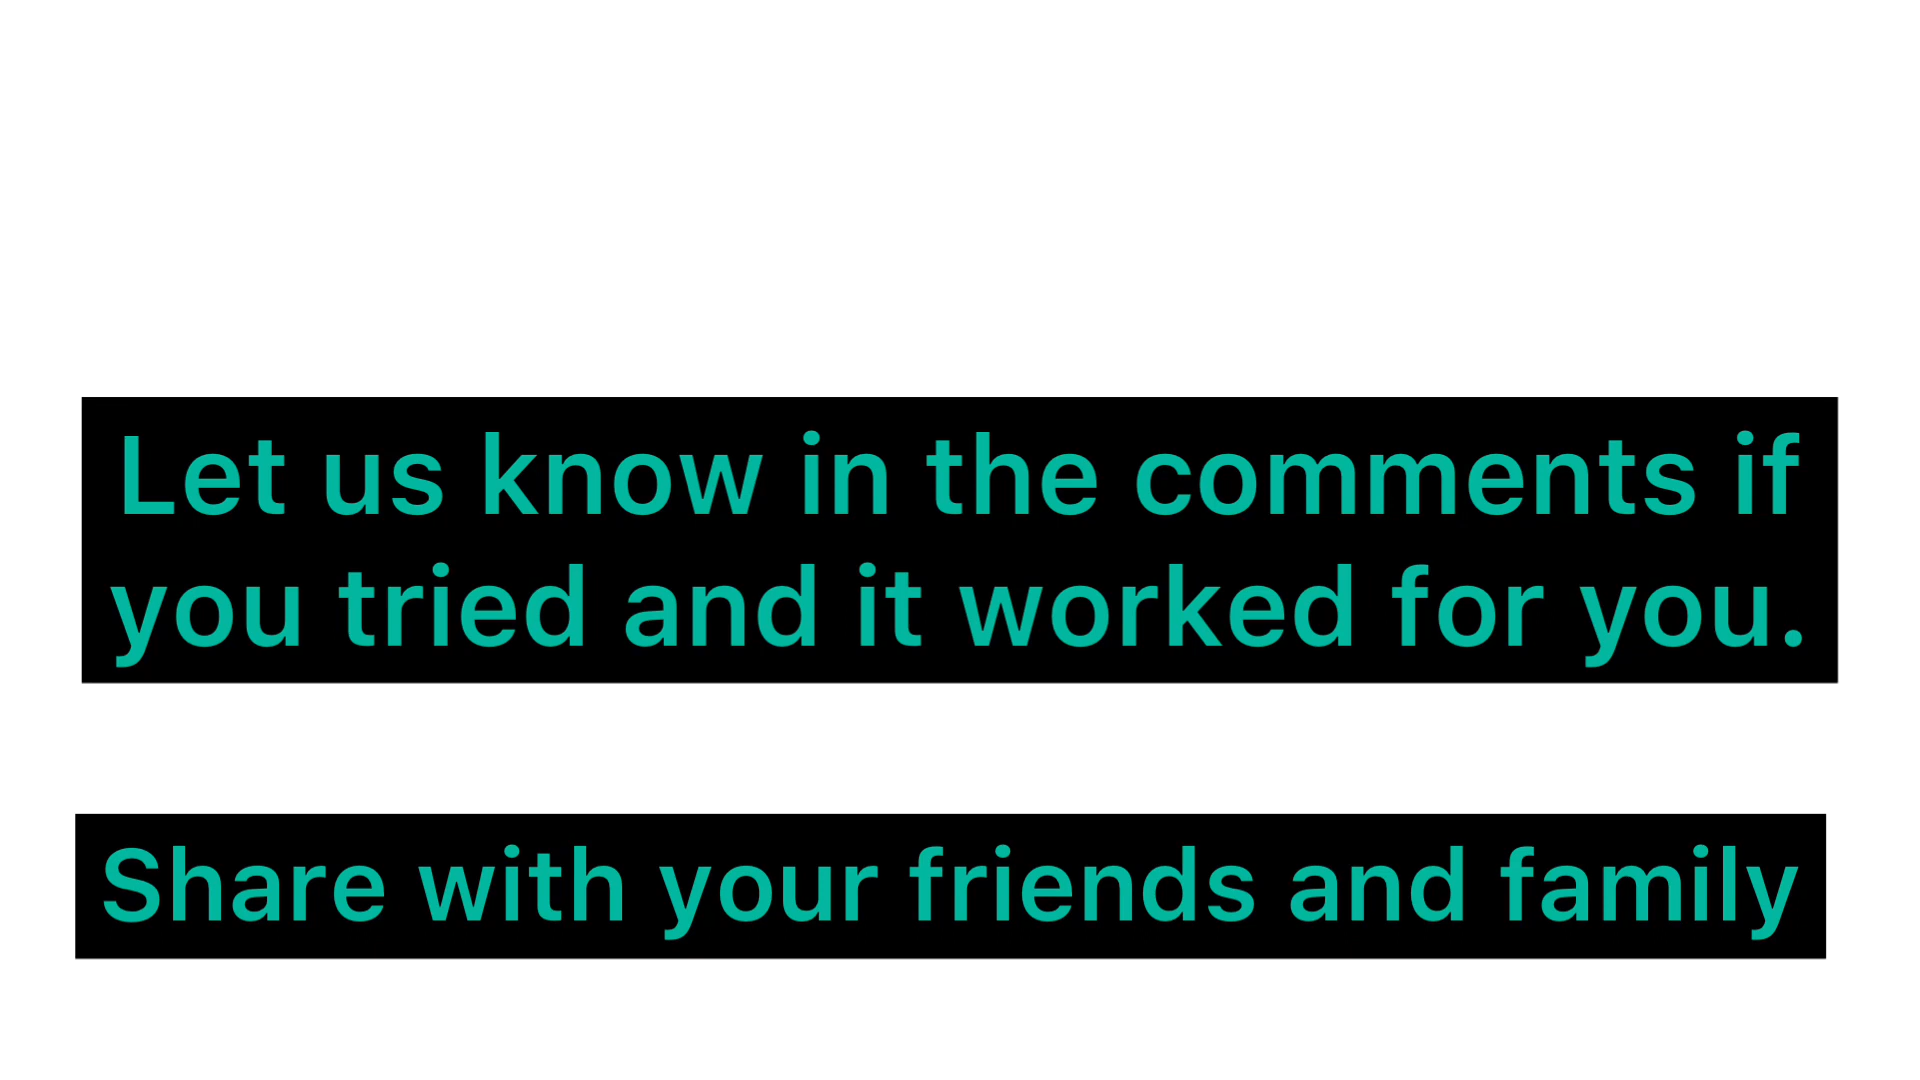 Let us know in the comments if
you tried and it worked for you.
Share with your friends and family